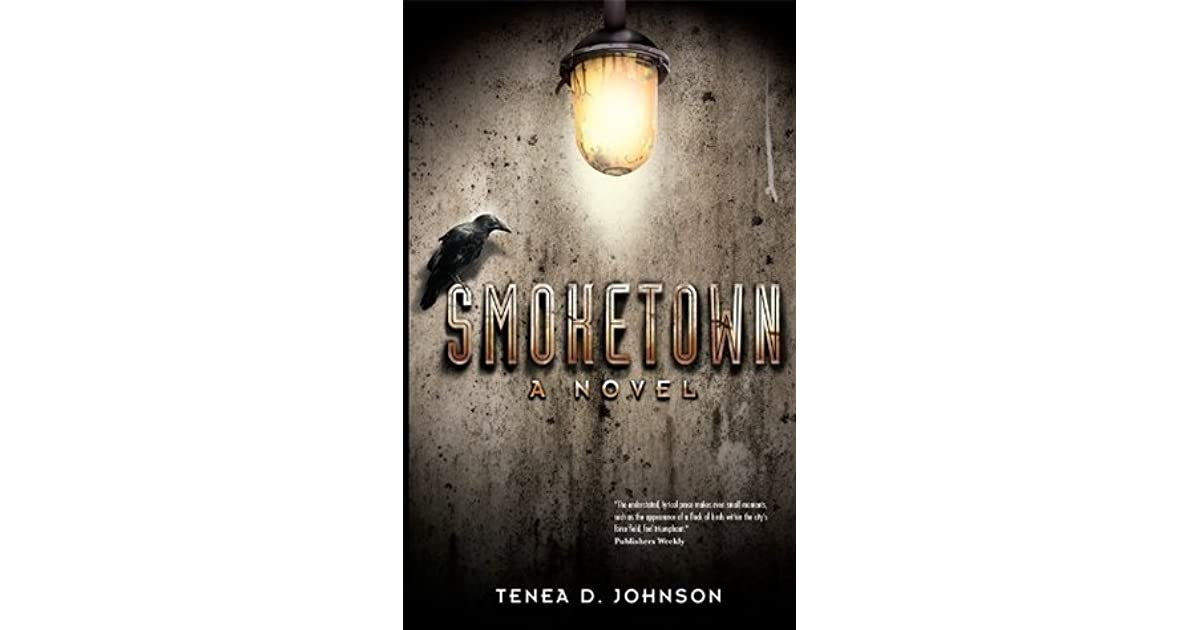 SMOKETOWN
A NOVEL
"The understated, lyrical prose makes even small moments,
such as the appearance of a flock of birds within the city's
force field, feel triumphant."
Publishers Weekly
TENEA D. JOHNSON